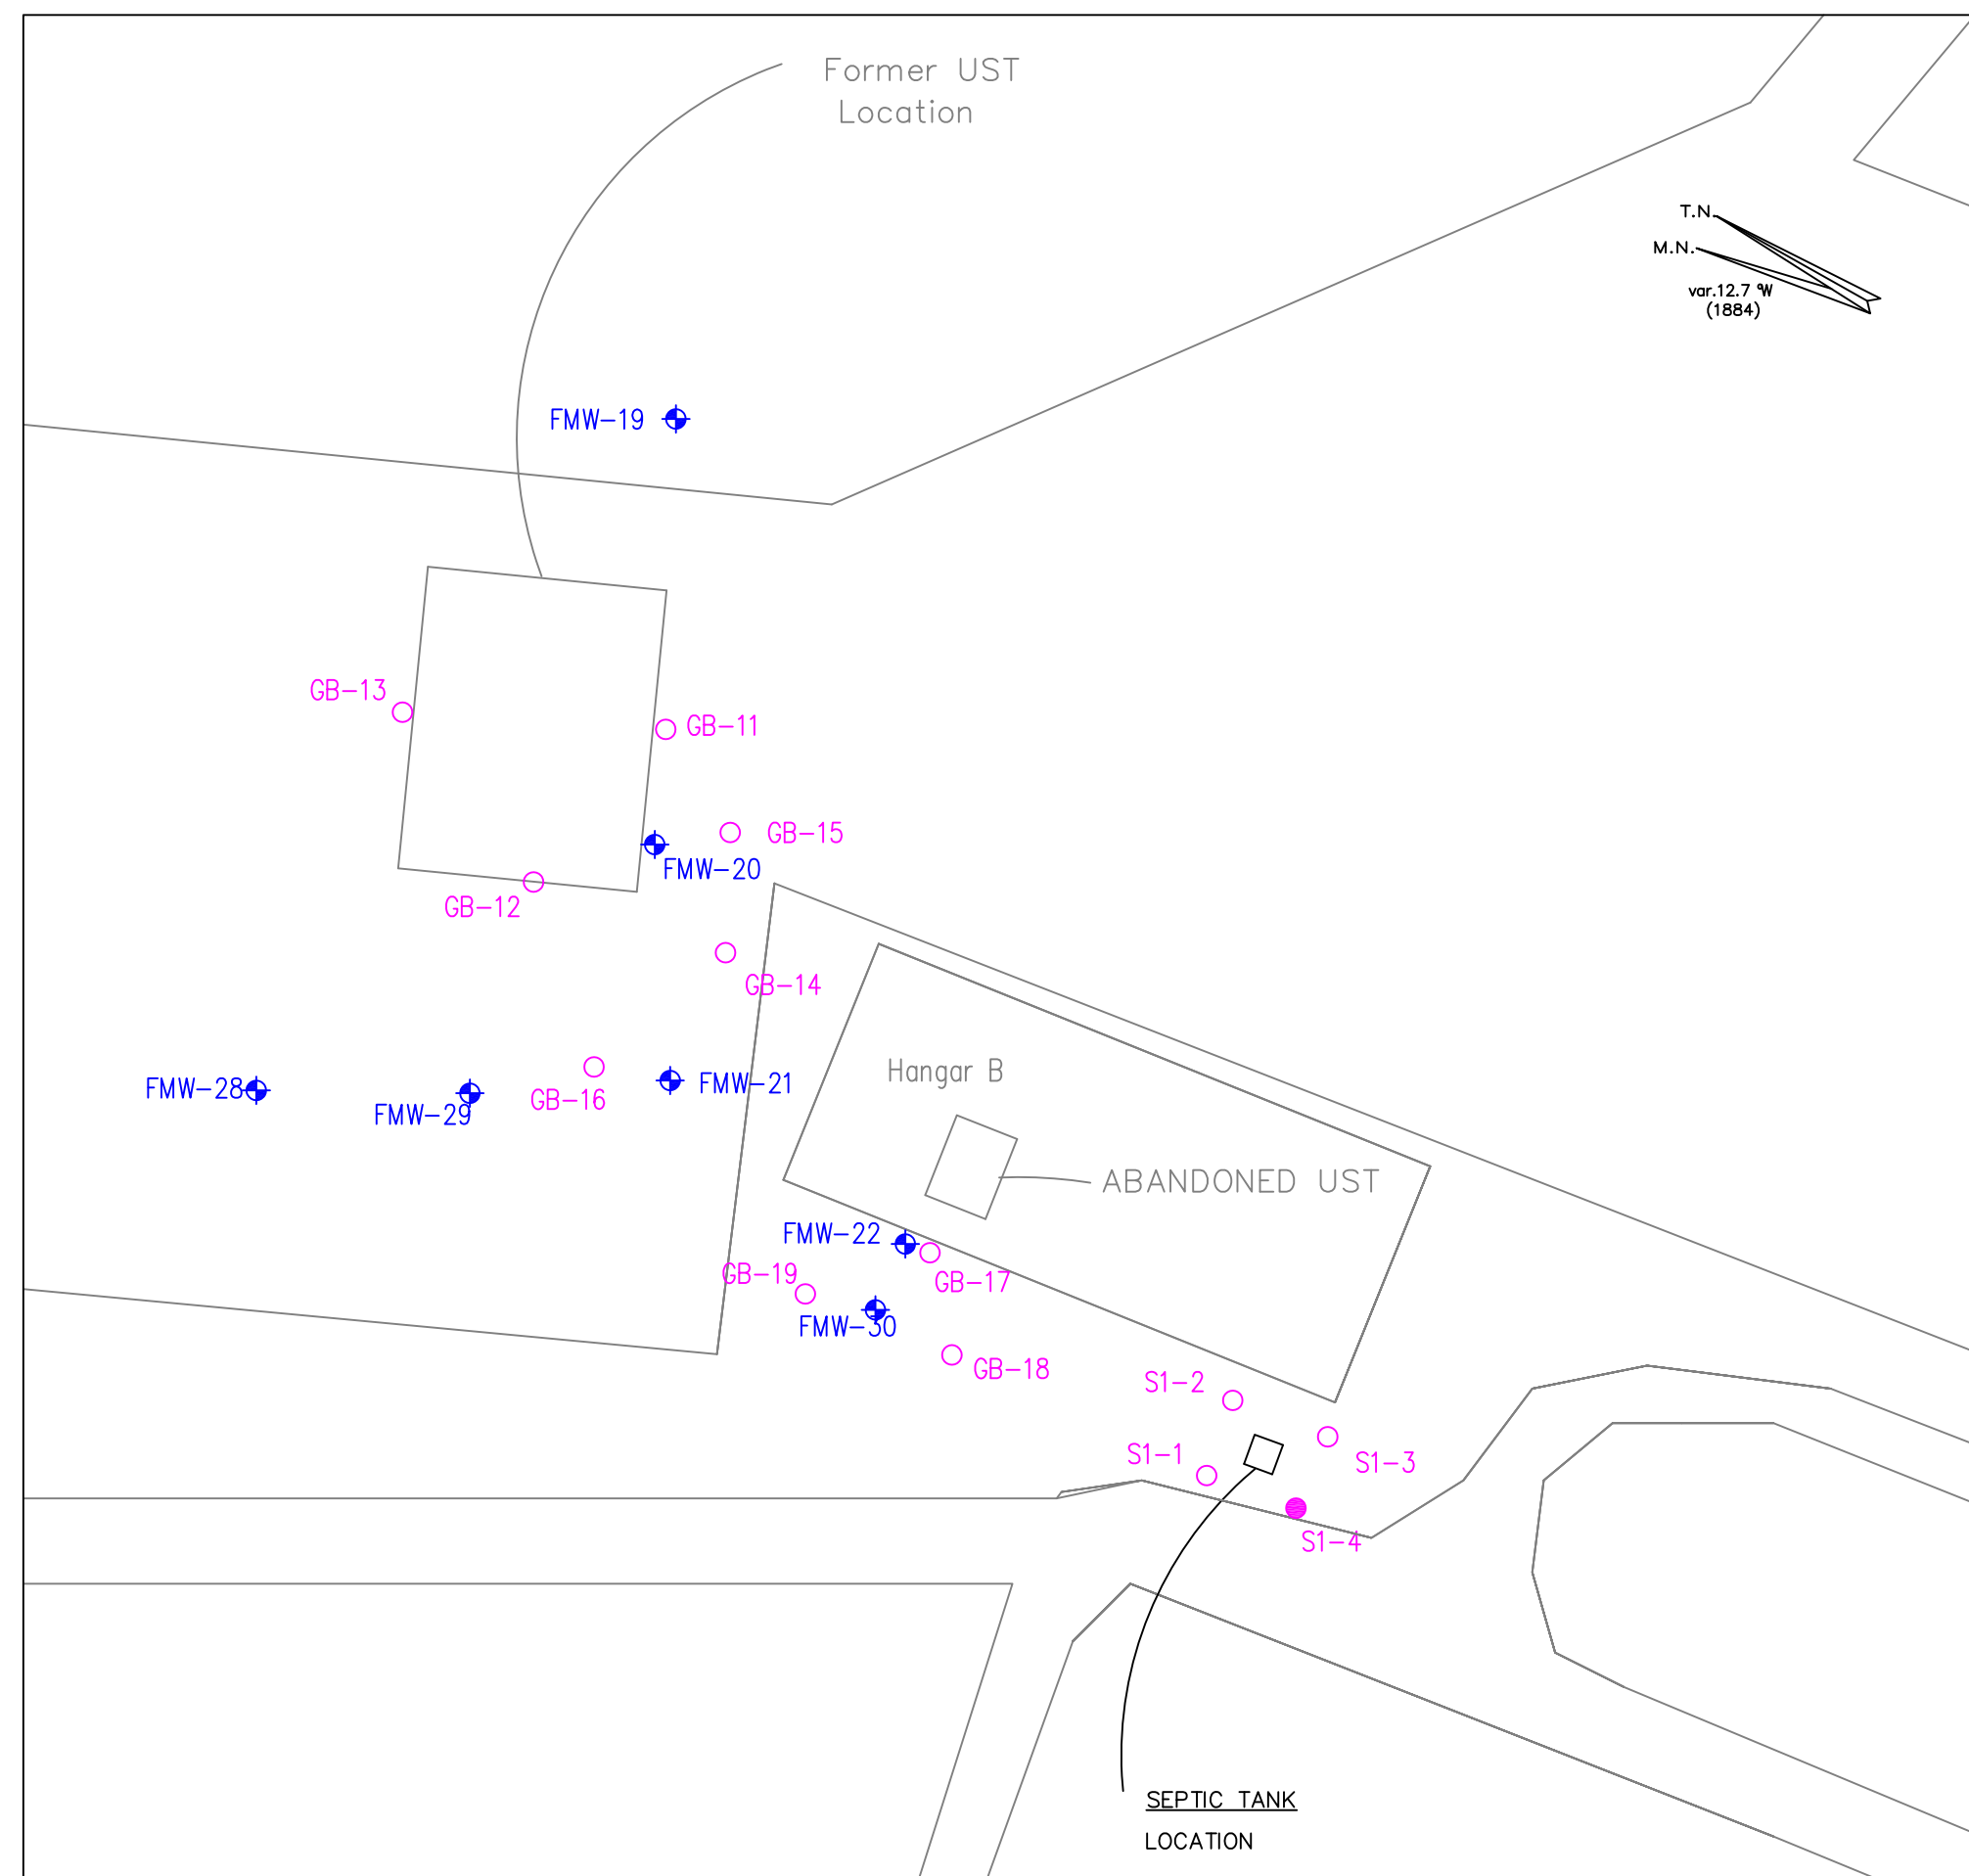 Former UST
Location
T.N.
M.N.
var.12.7 °W
(1884)
FMW-19
GB-13
GB-11
GB-15
FMW-20
GB-12
GB-14
Hangar B
FMW-28
FMW-29
GB-16
FMW-21
ABANDONED UST
FMW-22
GB-19
GB-17
FMW-30
GB-18
S1-2
S1-1
S1-3
S1-4
SEPTIC TANK
LOCATION